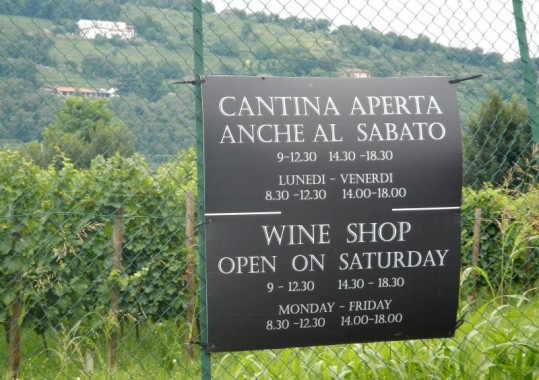 CANTINA APERTA
ANCHE AL SABATO
9-12.30 14.30 -18.30
LUNEDI - VENERDI
8.30 -12.30 14.00-18.00
WINE SHOP
OPEN ON SATURDAY
9 - 12.30 14.30 - 18.30
MONDAY - FRIDAY
8.30 -12.30 14.00-18.00